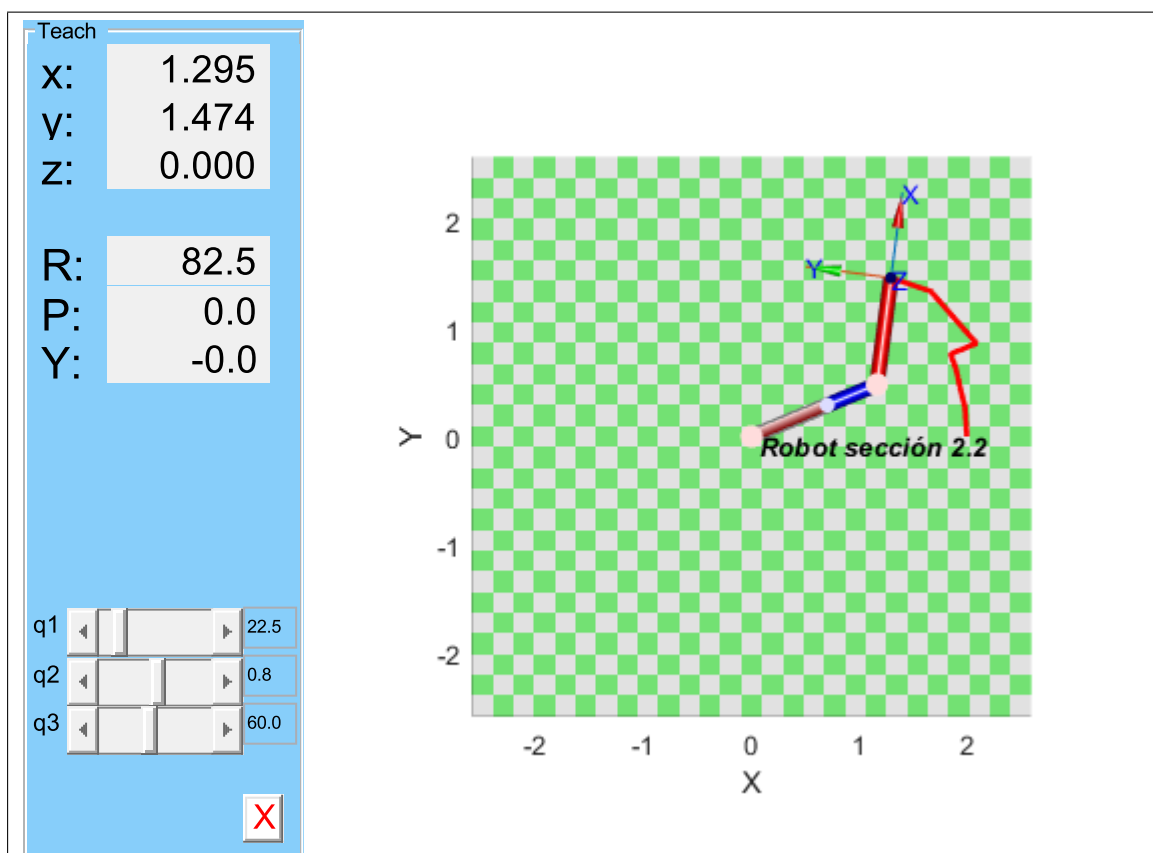 Teach
x: 1.295
y: 1.474
z: 0.000
R: 82.5
P: 0.0
Y: -0.0
q1 22.5
q2 0.8
q3 60.0
X
2
1
0
-1
-2
Y
X
Y
Z
Robot sección 2.2
-2 -1 0 1 2
X